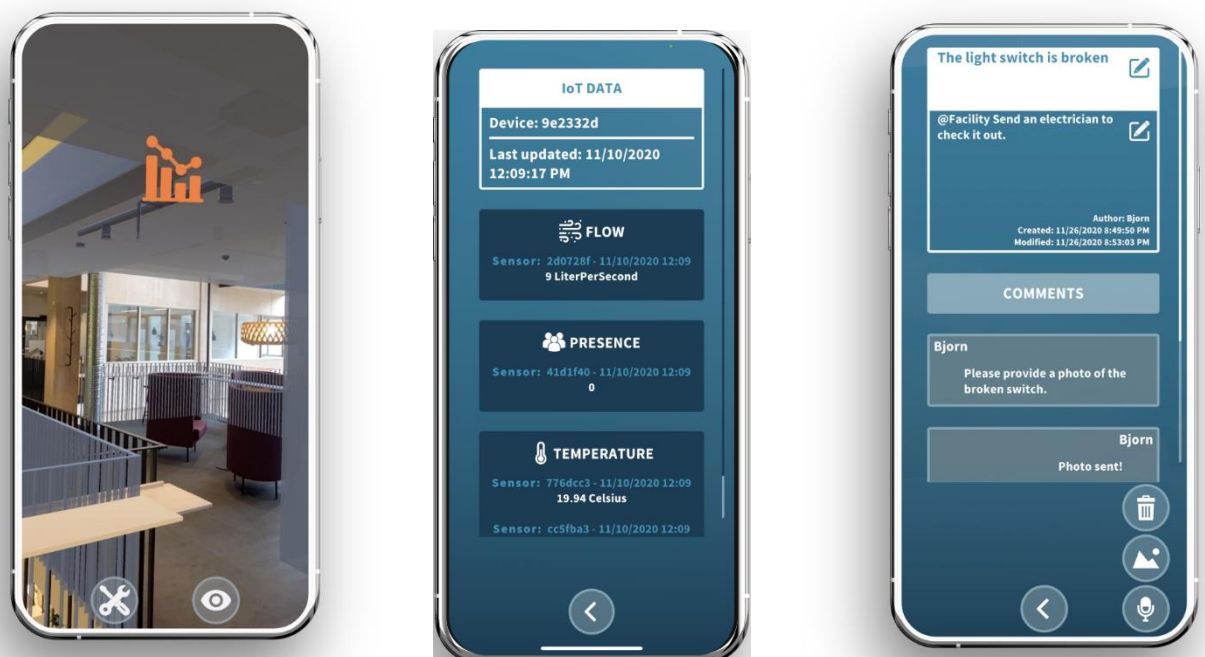 IoT DATA
Device: 9e2332d
Last updated: 11/10/2020
12:09:17 PM
FLOW
Sensor: 2d0728f - 11/10/2020 12:09
9 LiterPerSecond
PRESENCE
Sensor: 41d1f40 - 11/10/2020 12:09
0
TEMPERATURE
Sensor: 776dcc3 - 11/10/2020 12:09
19.94 Celsius
Sensor: cc5fba3 - 11/10/2020 12:09
The light switch is broken
@Facility Send an electrician to
check it out.
Author: Bjorn
Created: 11/26/2020 8:49:50 PM
Modified: 11/26/2020 8:53:03 PM
COMMENTS
Bjorn
Please provide a photo of the
broken switch.
Bjorn
Photo sent!